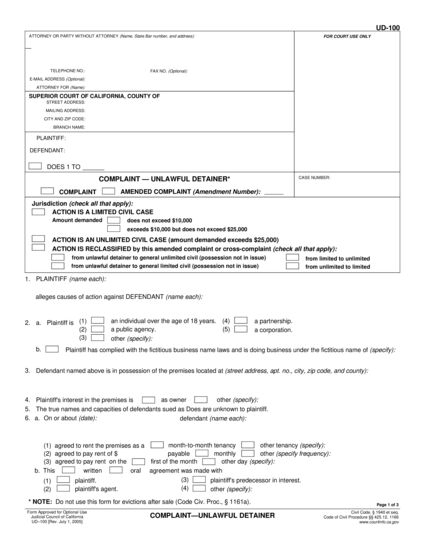 UD-100
ATTORNEY OR PARTY WITHOUT ATTORNEY (Name, State Bar number, and address): FOR COURT USE ONLY
TELEPHONE NO.: FAX NO. (Optional):
E-MAIL ADDRESS (Optional):
ATTORNEY FOR (Name):
SUPERIOR COURT OF CALIFORNIA, COUNTY OF
STREET ADDRESS:
MAILING ADDRESS:
CITY AND ZIP CODE:
BRANCH NAME:
PLAINTIFF:
DEFENDANT:
DOES 1 TO ______
COMPLAINT — UNLAWFUL DETAINER* CASE NUMBER:
COMPLAINT AMENDED COMPLAINT (Amendment Number): _____
Jurisdiction (check all that apply):
ACTION IS A LIMITED CIVIL CASE
Amount demanded does not exceed $10,000
exceeds $10,000 but does not exceed $25,000
ACTION IS AN UNLIMITED CIVIL CASE (amount demanded exceeds $25,000)
ACTION IS RECLASSIFIED by this amended complaint or cross-complaint (check all that apply):
from unlawful detainer to general unlimited civil (possession not in issue) from limited to unlimited
from unlawful detainer to general limited civil (possession not in issue) from unlimited to limited
1. PLAINTIFF (name each):
alleges causes of action against DEFENDANT (name each):
2. a. Plaintiff is (1) an individual over the age of 18 years. (4) a partnership.
(2) a public agency. (5) a corporation.
(3) other (specify):
b. Plaintiff has complied with the fictitious business name laws and is doing business under the fictitious name of (specify):
3. Defendant named above is in possession of the premises located at (street address, apt. no., city, zip code, and county):
4. Plaintiff's interest in the premises is as owner other (specify):
5. The true names and capacities of defendants sued as Does are unknown to plaintiff.
6. a. On or about (date): defendant (name each):
(1) agreed to rent the premises as a month-to-month tenancy other tenancy (specify):
(2) agreed to pay rent of $ payable monthly other (specify frequency):
(3) agreed to pay rent on the first of the month other day (specify):
b. This written oral agreement was made with
(1) plaintiff. (3) plaintiff's predecessor in interest.
(2) plaintiff's agent. (4) other (specify):
* NOTE: Do not use this form for evictions after sale (Code Civ. Proc., § 1161a).
Page 1 of 3
Form Approved for Optional Use
Judicial Council of California
UD–100 [Rev. July 1, 2005]
COMPLAINT—UNLAWFUL DETAINER
Civil Code, § 1940 et seq.
Code of Civil Procedure §§ 425.12, 1166
www.courtinfo.ca.gov